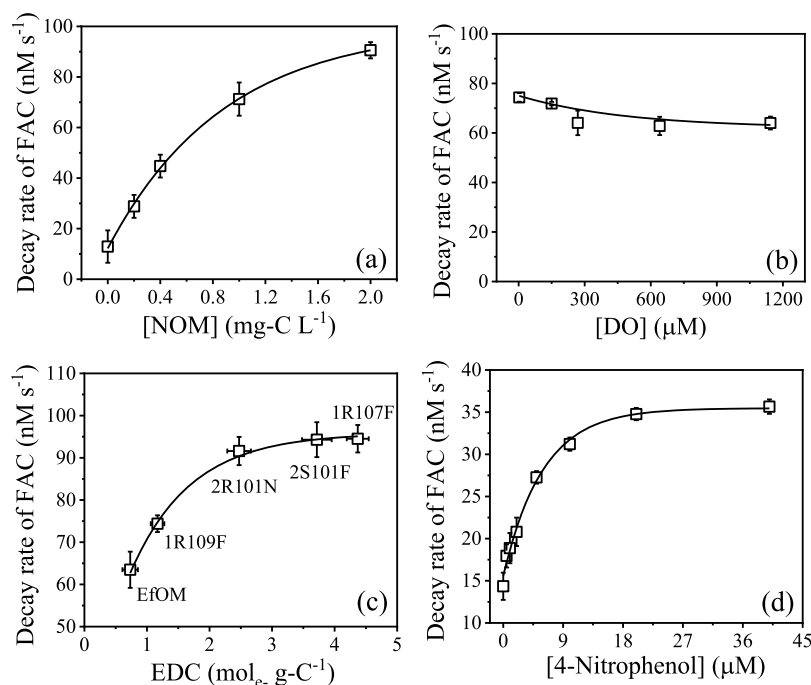 Decay rate of FAC (nM s⁻¹)
100
80
60
40
20
0
0.0 0.4 0.8 1.2 1.6 2.0
[NOM] (mg-C L⁻¹)
(a)
Decay rate of FAC (nM s⁻¹)
100
80
60
40
20
0
0 300 600 900 1200
[DO] (μM)
(b)
Decay rate of FAC (nM s⁻¹)
110
100
90
80
70
60
50
0 1 2 3 4 5
EDC (molₑ₋ g-C⁻¹)
1R107F
2R101N
2S101F
1R109F
EfOM
(c)
Decay rate of FAC (nM s⁻¹)
40
35
30
25
20
15
10
0 9 18 27 36 45
[4-Nitrophenol] (μM)
(d)